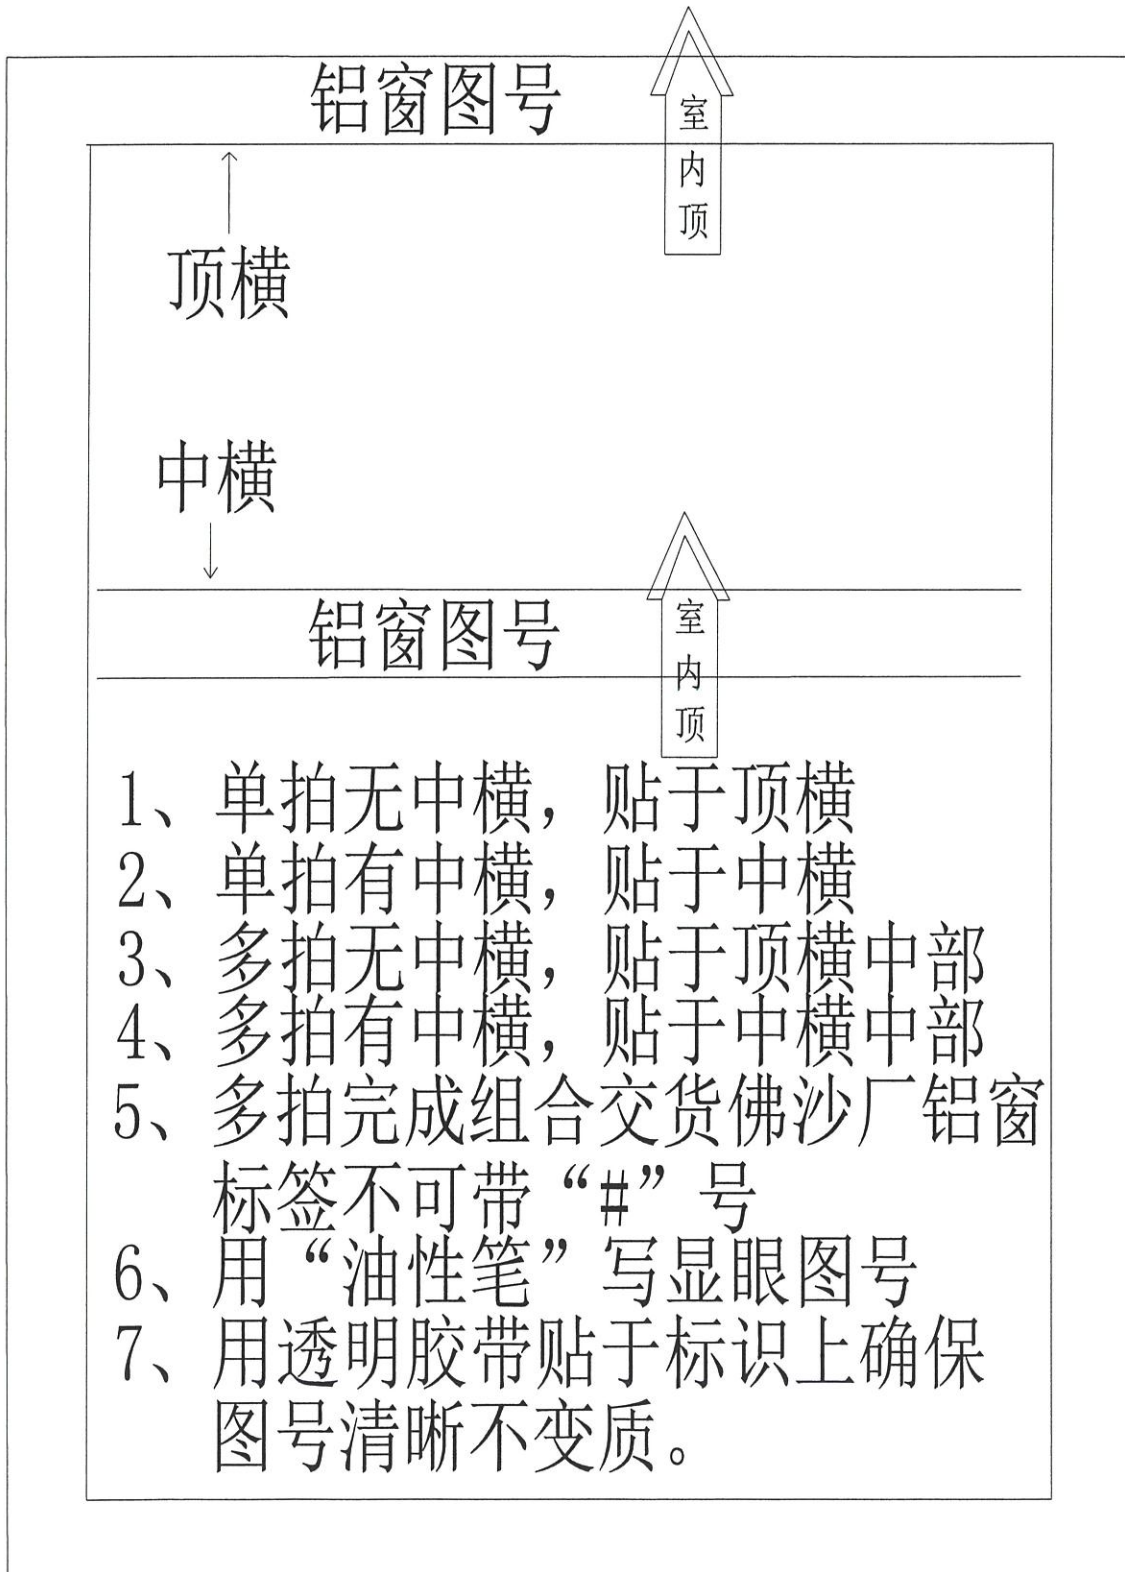 铝窗图号
室
内
顶
顶横
中横
铝窗图号
室
内
顶
1、单拍无中横，贴于顶横
2、单拍有中横，贴于中横
3、多拍无中横，贴于顶横中部
4、多拍有中横，贴于中横中部
5、多拍完成组合交货佛沙厂铝窗
标签不可带“#”号
6、用“油性笔”写显眼图号
7、用透明胶带贴于标识上确保
图号清晰不变质。